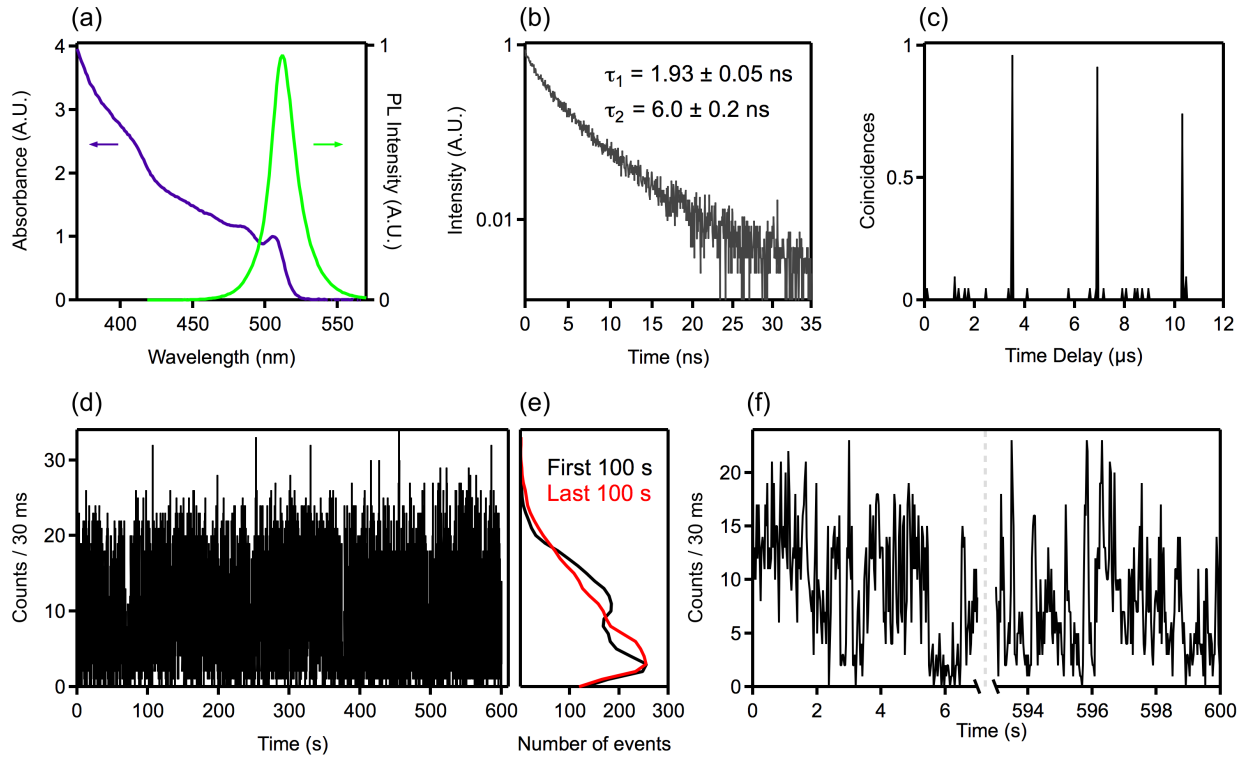 (a)
4
3
2
1
0
Absorbance (A.U.)
1
0
PL Intensity (A.U.)
400 450 500 550
Wavelength (nm)
(b)
1
0.01
Intensity (A.U.)
τ1 = 1.93 ± 0.05 ns
τ2 = 6.0 ± 0.2 ns
0 5 10 15 20 25 30 35
Time (ns)
(c)
1
0.5
0
Coincidences
0 2 4 6 8 10 12
Time Delay (µs)
(d)
30
20
10
0
Counts / 30 ms
0 100 200 300 400 500 600
Time (s)
(e)
First 100 s
Last 100 s
100 200 300
Number of events
(f)
20
15
10
5
0
Counts / 30 ms
0 2 4 6 594 596 598 600
Time (s)